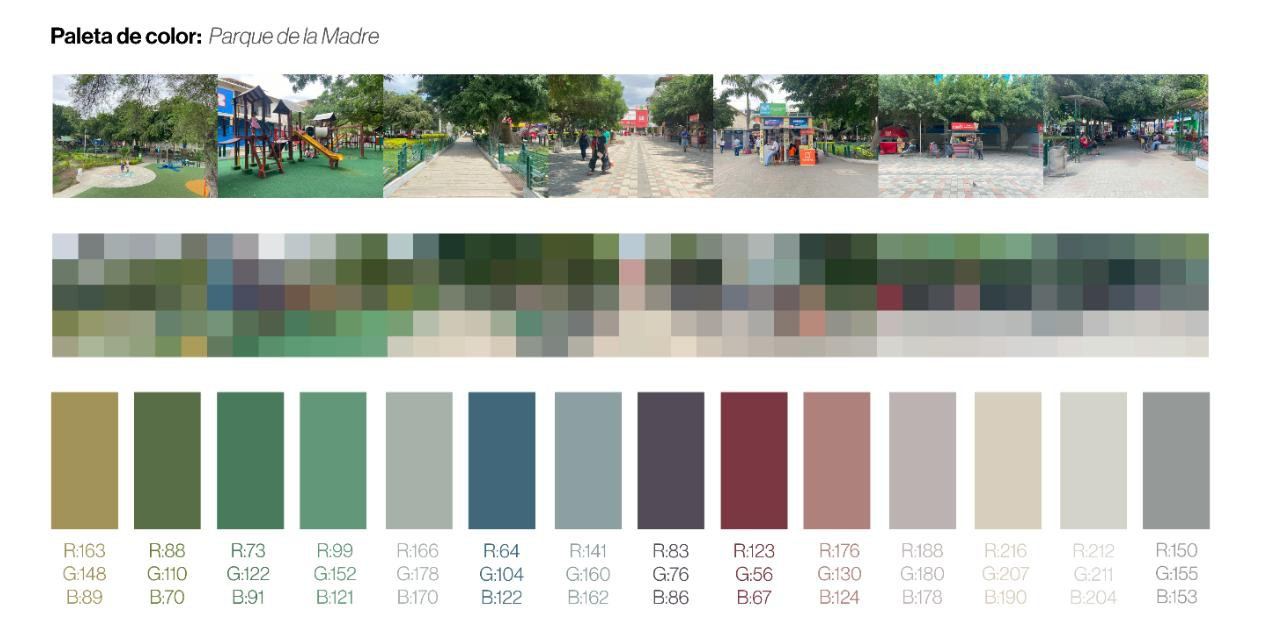 Paleta de color: Parque de la Madre
R:163 R:88 R:73 R:99 R:166 R:64 R:141 R:83 R:123 R:176 R:188 R:216 R:212 R:150
G:148 G:110 G:122 G:152 G:178 G:104 G:160 G:76 G:56 G:130 G:180 G:207 G:211 G:155
B:89 B:70 B:91 B:121 B:170 B:122 B:162 B:86 B:67 B:124 B:178 B:190 B:204 B:153